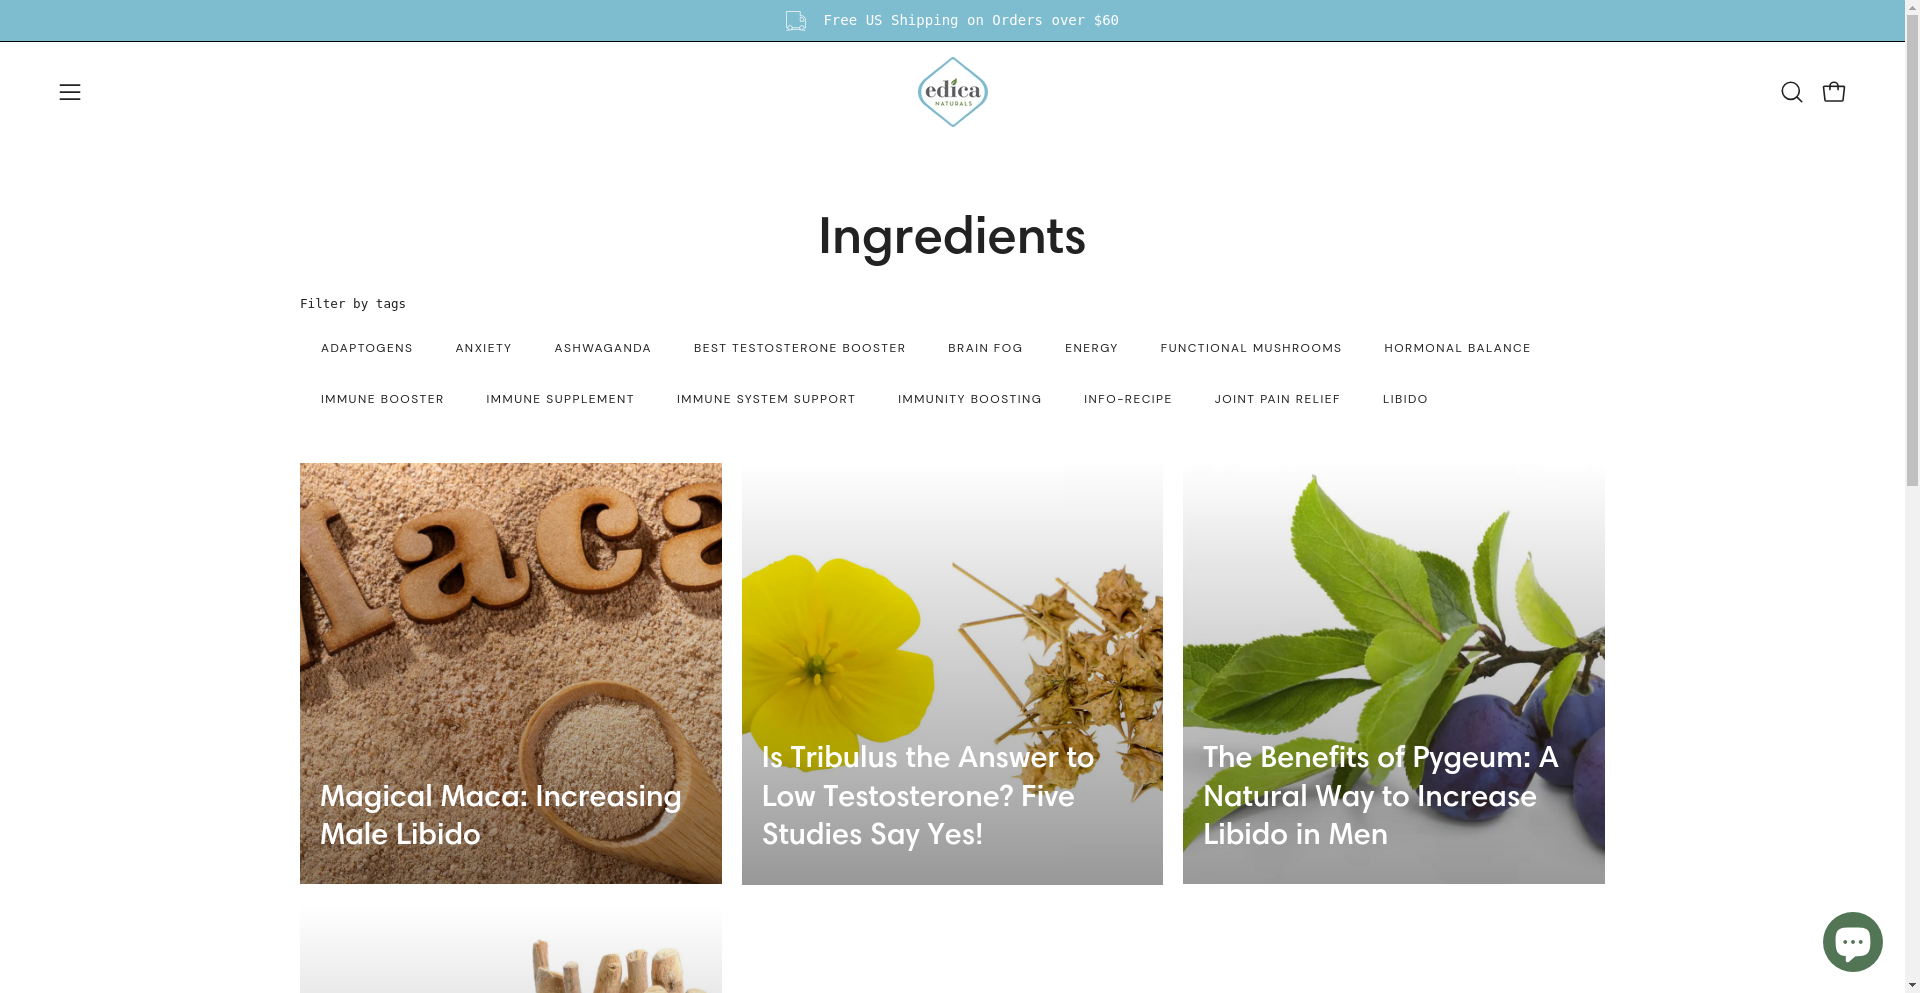 Free US Shipping on Orders over $60
edica
NATURALS
Ingredients
Filter by tags
ADAPTOGENS ANXIETY ASHWAGANDA BEST TESTOSTERONE BOOSTER BRAIN FOG ENERGY FUNCTIONAL MUSHROOMS HORMONAL BALANCE
IMMUNE BOOSTER IMMUNE SUPPLEMENT IMMUNE SYSTEM SUPPORT IMMUNITY BOOSTING INFO-RECIPE JOINT PAIN RELIEF LIBIDO
laca
Magical Maca: Increasing
Male Libido
Is Tribulus the Answer to
Low Testosterone? Five
Studies Say Yes!
The Benefits of Pygeum: A
Natural Way to Increase
Libido in Men